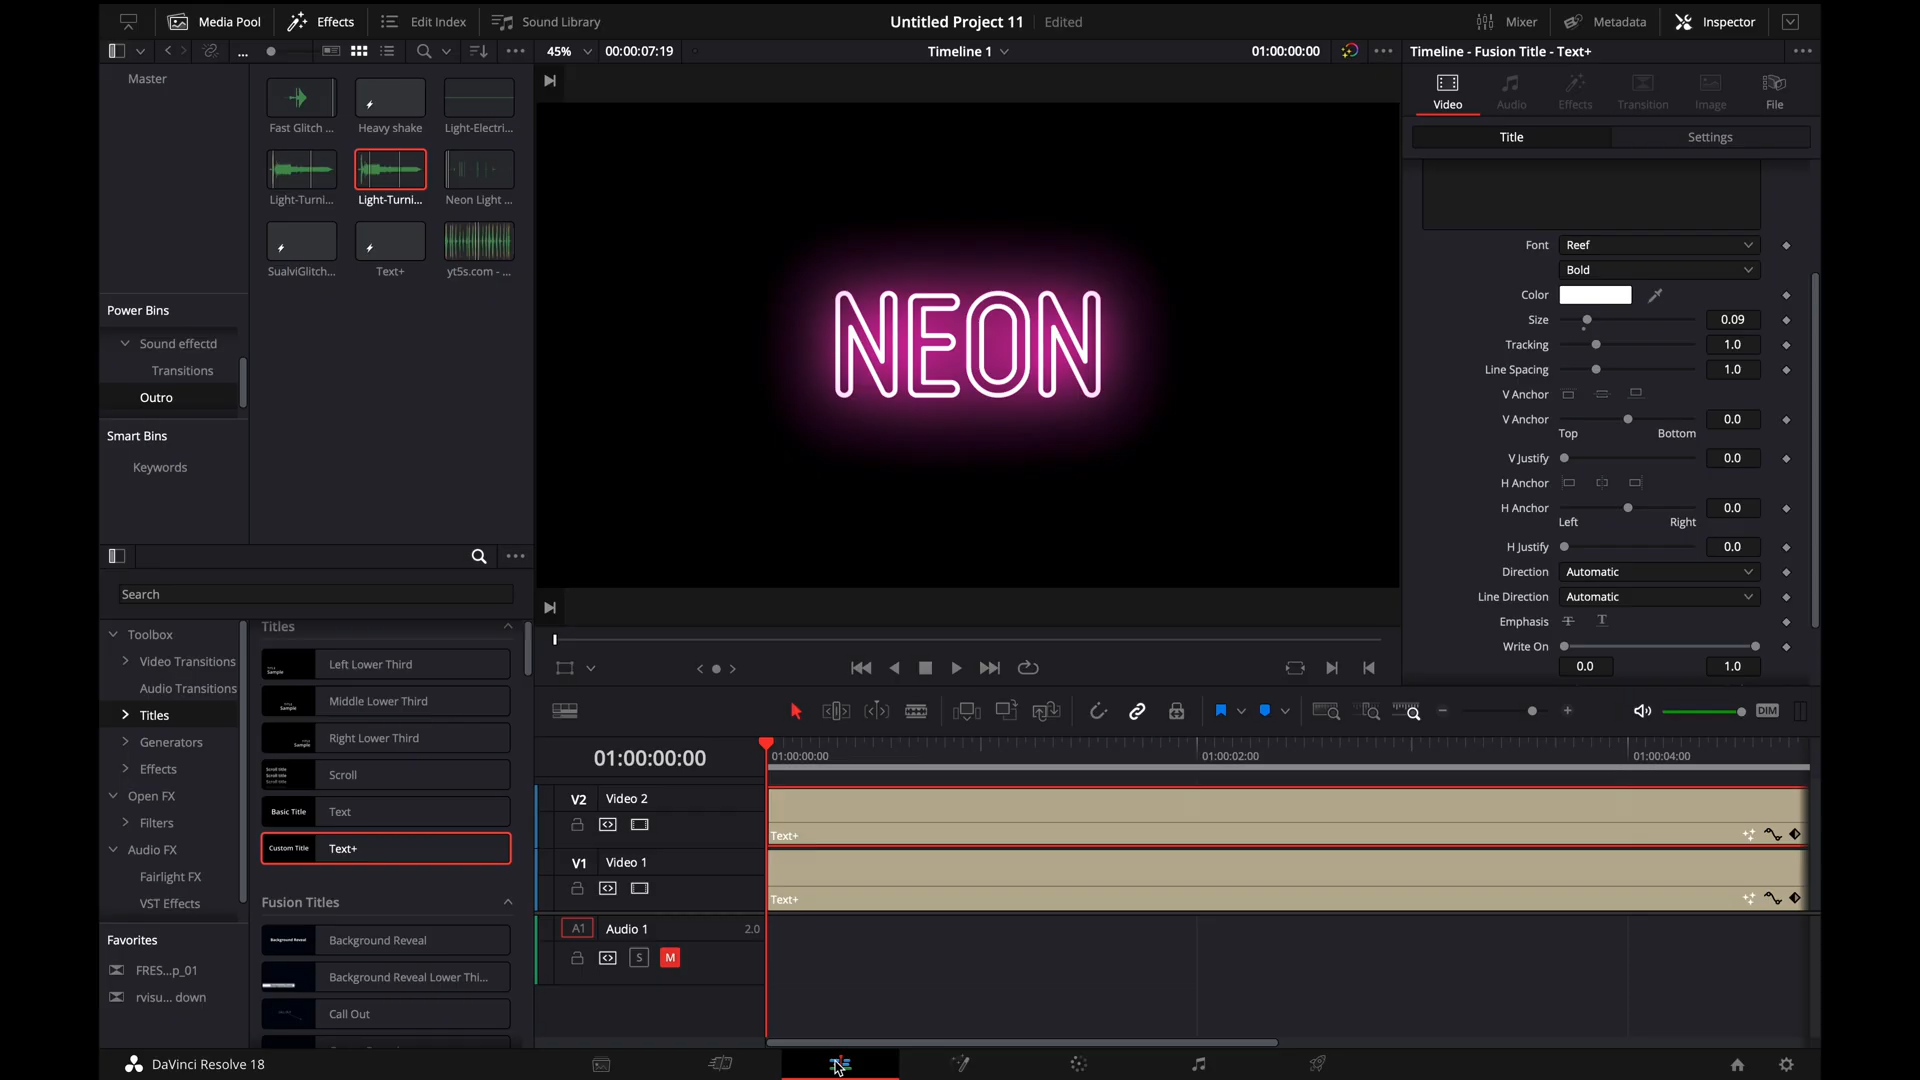 Media Pool
Effects
Edit Index
Sound Library
Untitled Project 11
Edited
Mixer
Metadata
Inspector
...
45%
00:00:07:19
Timeline 1
01:00:00:00
Timeline - Fusion Title - Text+
Master
Fast Glitch ...
Heavy shake
Light-Electri...
Light-Turni...
Light-Turni...
Neon Light ...
SualviGlitch...
Text+
yt5s.com - ...
Power Bins
Sound effectd
Transitions
Outro
Smart Bins
Keywords
NEON
Video
Audio
Effects
Transition
Image
File
Title
Settings
Font
Reef
Bold
Color
Size
0.09
Tracking
1.0
Line Spacing
1.0
V Anchor
V Anchor
0.0
Top
Bottom
V Justify
0.0
H Anchor
H Anchor
0.0
Left
Right
H Justify
0.0
Direction
Automatic
Line Direction
Automatic
Emphasis
Write On
0.0
1.0
Search
Toolbox
Video Transitions
Audio Transitions
Titles
Generators
Effects
Open FX
Filters
Audio FX
Fairlight FX
VST Effects
Favorites
FRES...p_01
rvisu... down
Titles
Left Lower Third
Middle Lower Third
Right Lower Third
Scroll
Basic Title
Text
Custom Title
Text+
Fusion Titles
Background Reveal
Background Reveal Lower Thi...
Call Out
DIM
01:00:00:00
01:00:00:00
01:00:02:00
01:00:04:00
V2
Video 2
Text+
V1
Video 1
Text+
A1
Audio 1
2.0
S
M
DaVinci Resolve 18